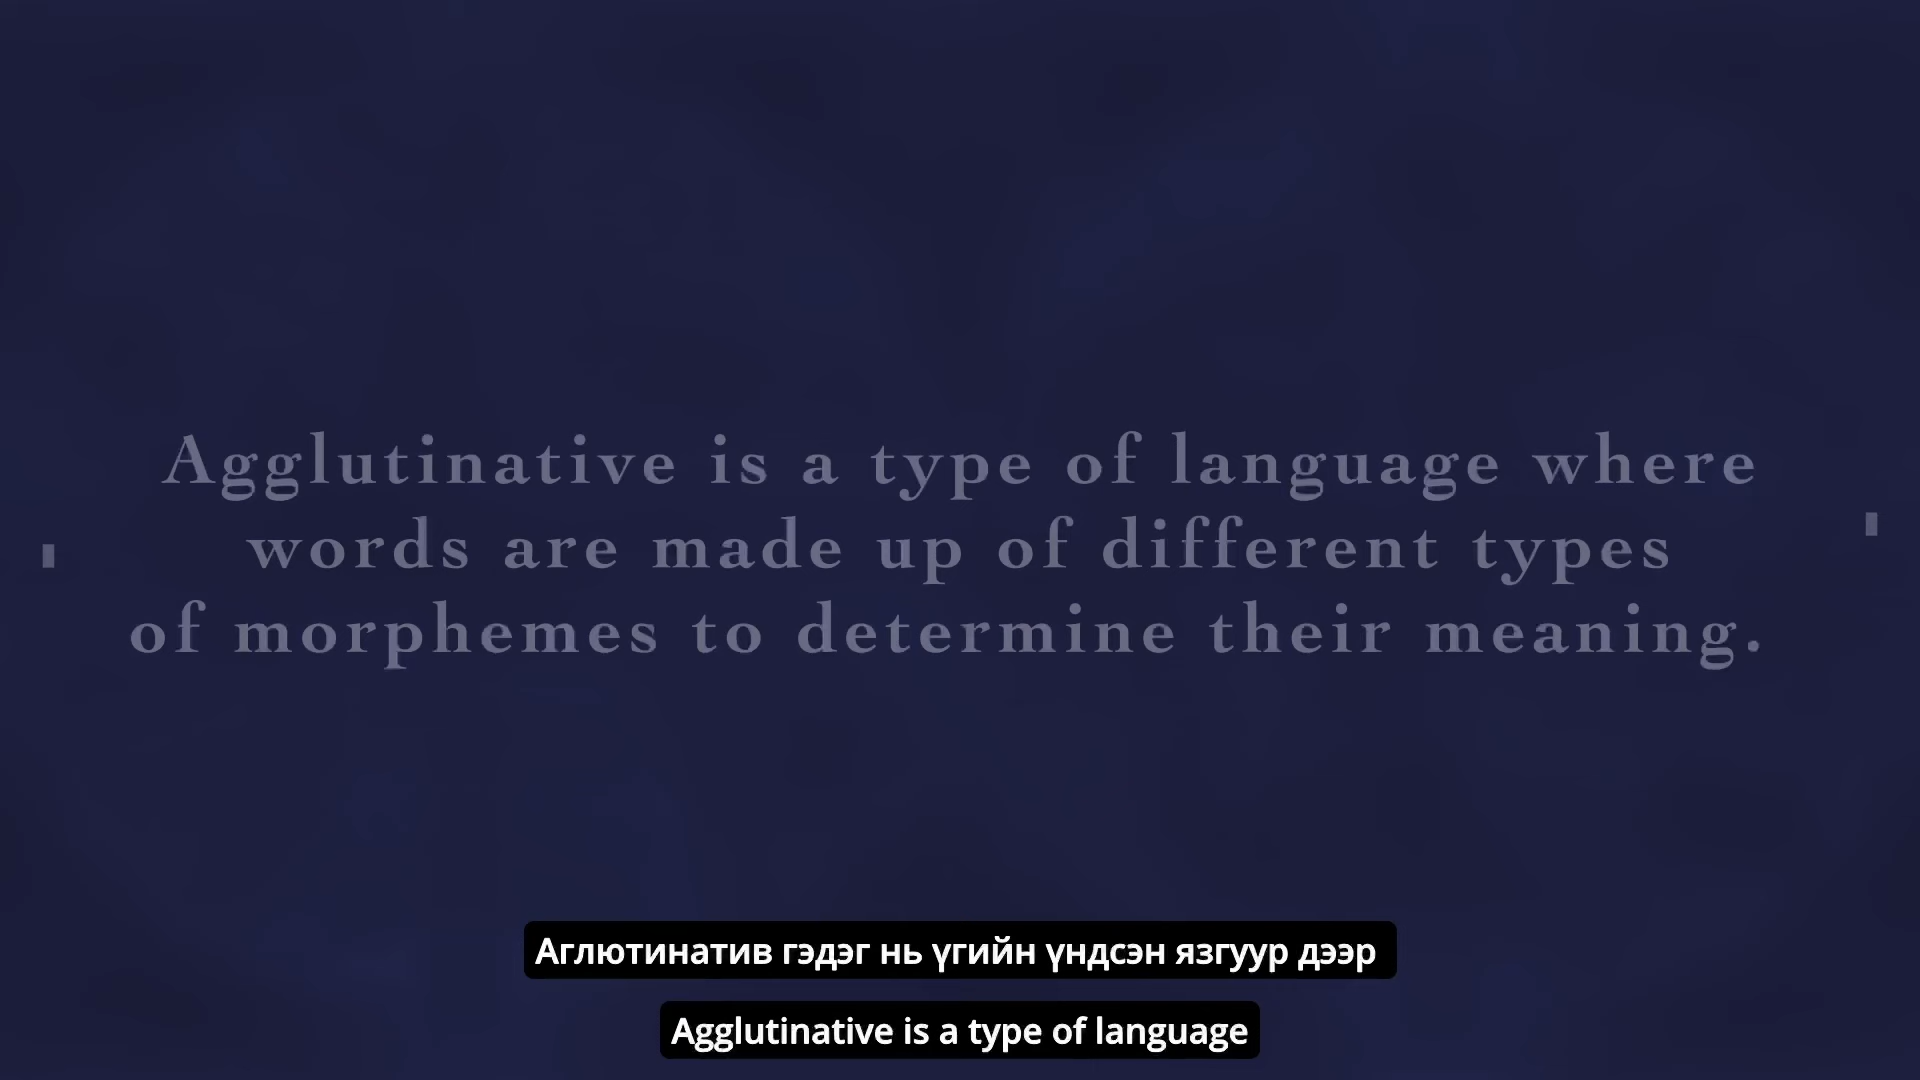 Agglutinative is a type of language where
words are made up of different types
of morphemes to determine their meaning.
Аглютинатив гэдэг нь үгийн үндсэн язгуур дээр
Agglutinative is a type of language